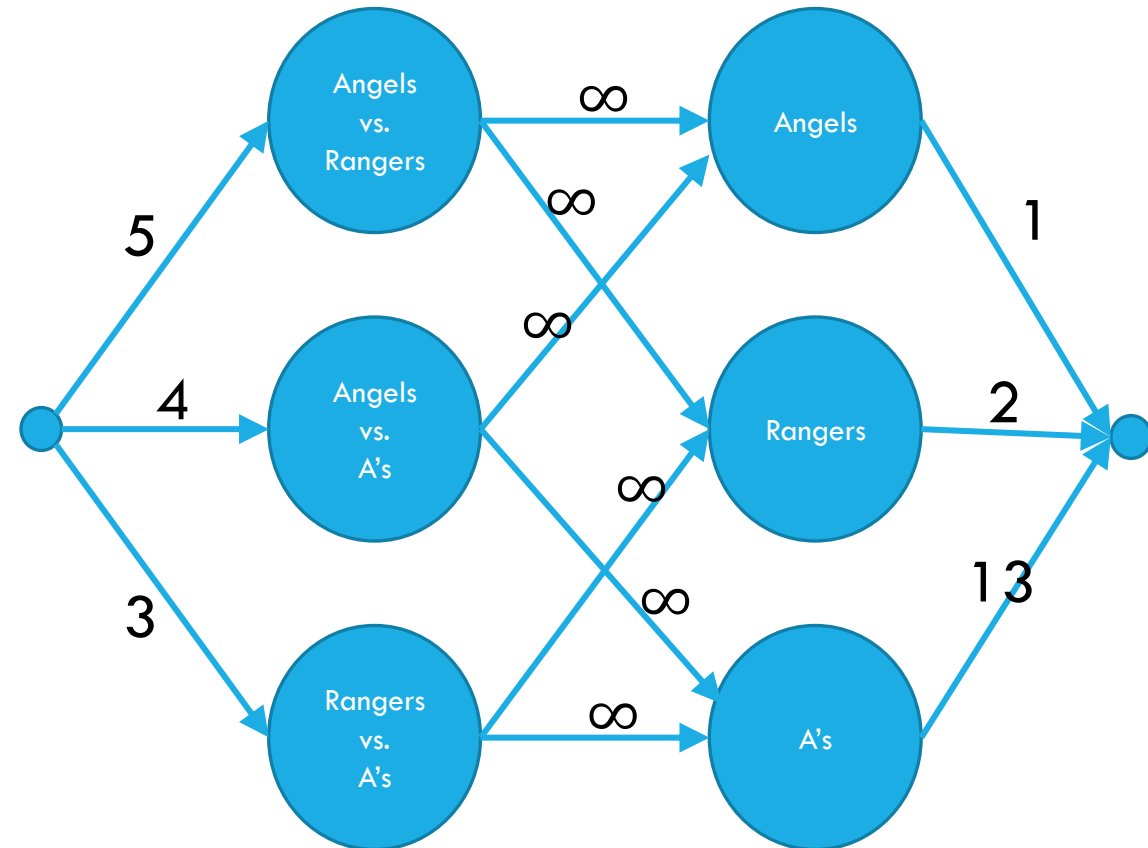 Angels
vs.
Rangers
∞
Angels
∞
5
1
∞
4
Angels
vs.
A's
2
Rangers
∞
3
∞
13
Rangers
vs.
A's
∞
A's